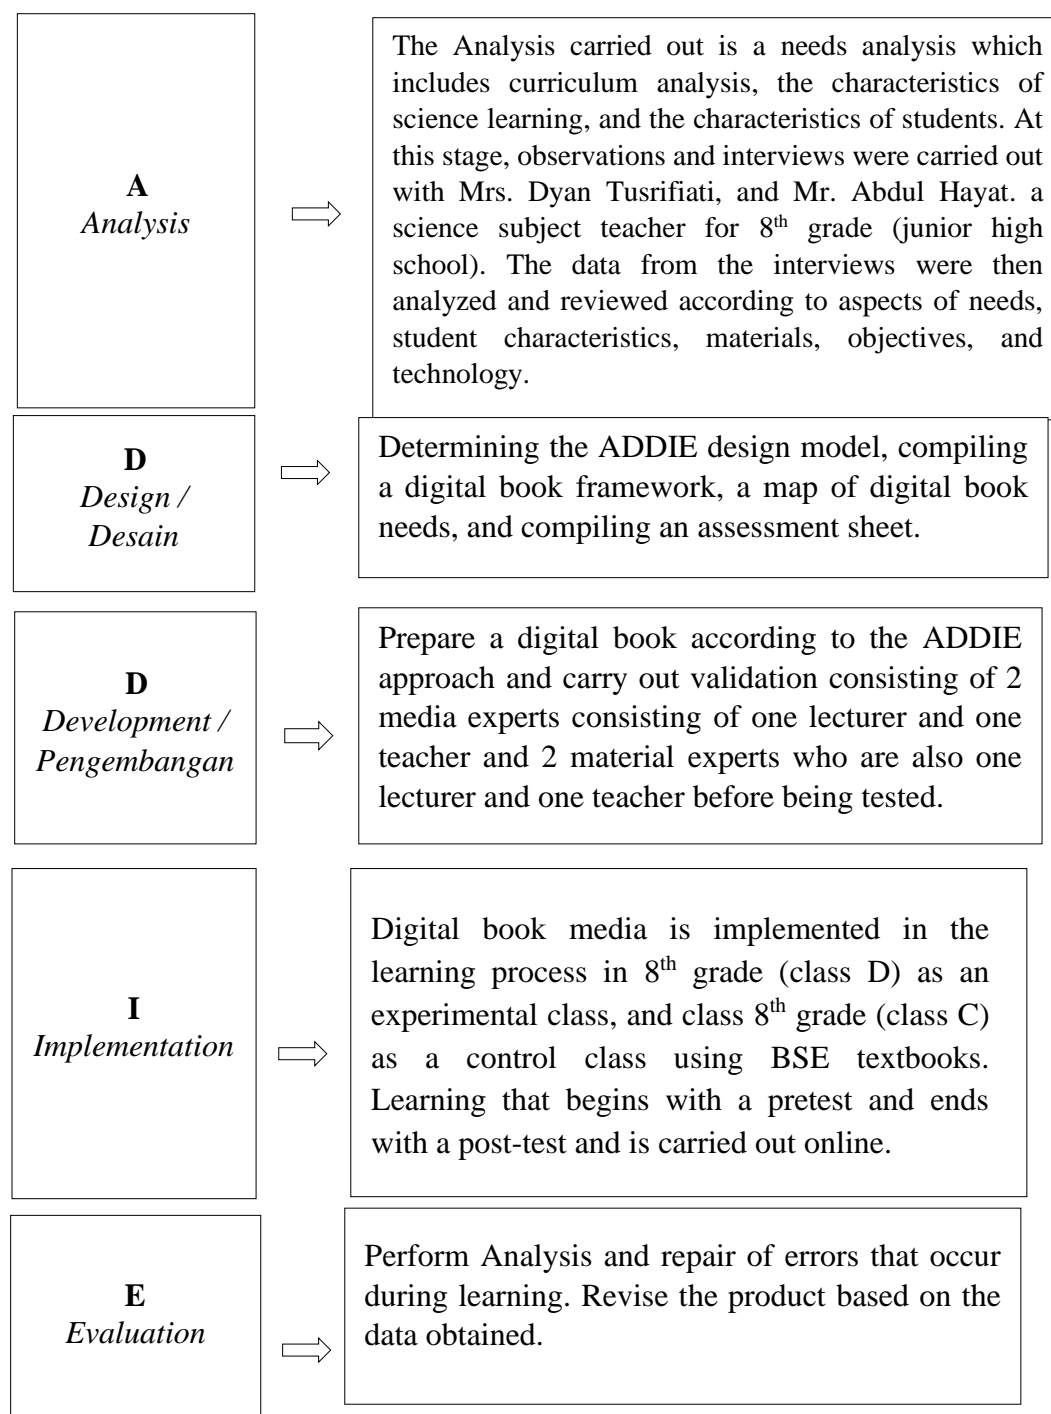 A
Analysis
The Analysis carried out is a needs analysis which
includes curriculum analysis, the characteristics of
science learning, and the characteristics of students. At
this stage, observations and interviews were carried out
with Mrs. Dyan Tusrifiati, and Mr. Abdul Hayat. a
science subject teacher for 8th grade (junior high
school). The data from the interviews were then
analyzed and reviewed according to aspects of needs,
student characteristics, materials, objectives, and
technology.
D
Design /
Desain
Determining the ADDIE design model, compiling
a digital book framework, a map of digital book
needs, and compiling an assessment sheet.
D
Development /
Pengembangan
Prepare a digital book according to the ADDIE
approach and carry out validation consisting of 2
media experts consisting of one lecturer and one
teacher and 2 material experts who are also one
lecturer and one teacher before being tested.
I
Implementation
Digital book media is implemented in the
learning process in 8th grade (class D) as an
experimental class, and class 8th grade (class C)
as a control class using BSE textbooks.
Learning that begins with a pretest and ends
with a post-test and is carried out online.
E
Evaluation
Perform Analysis and repair of errors that occur
during learning. Revise the product based on the
data obtained.